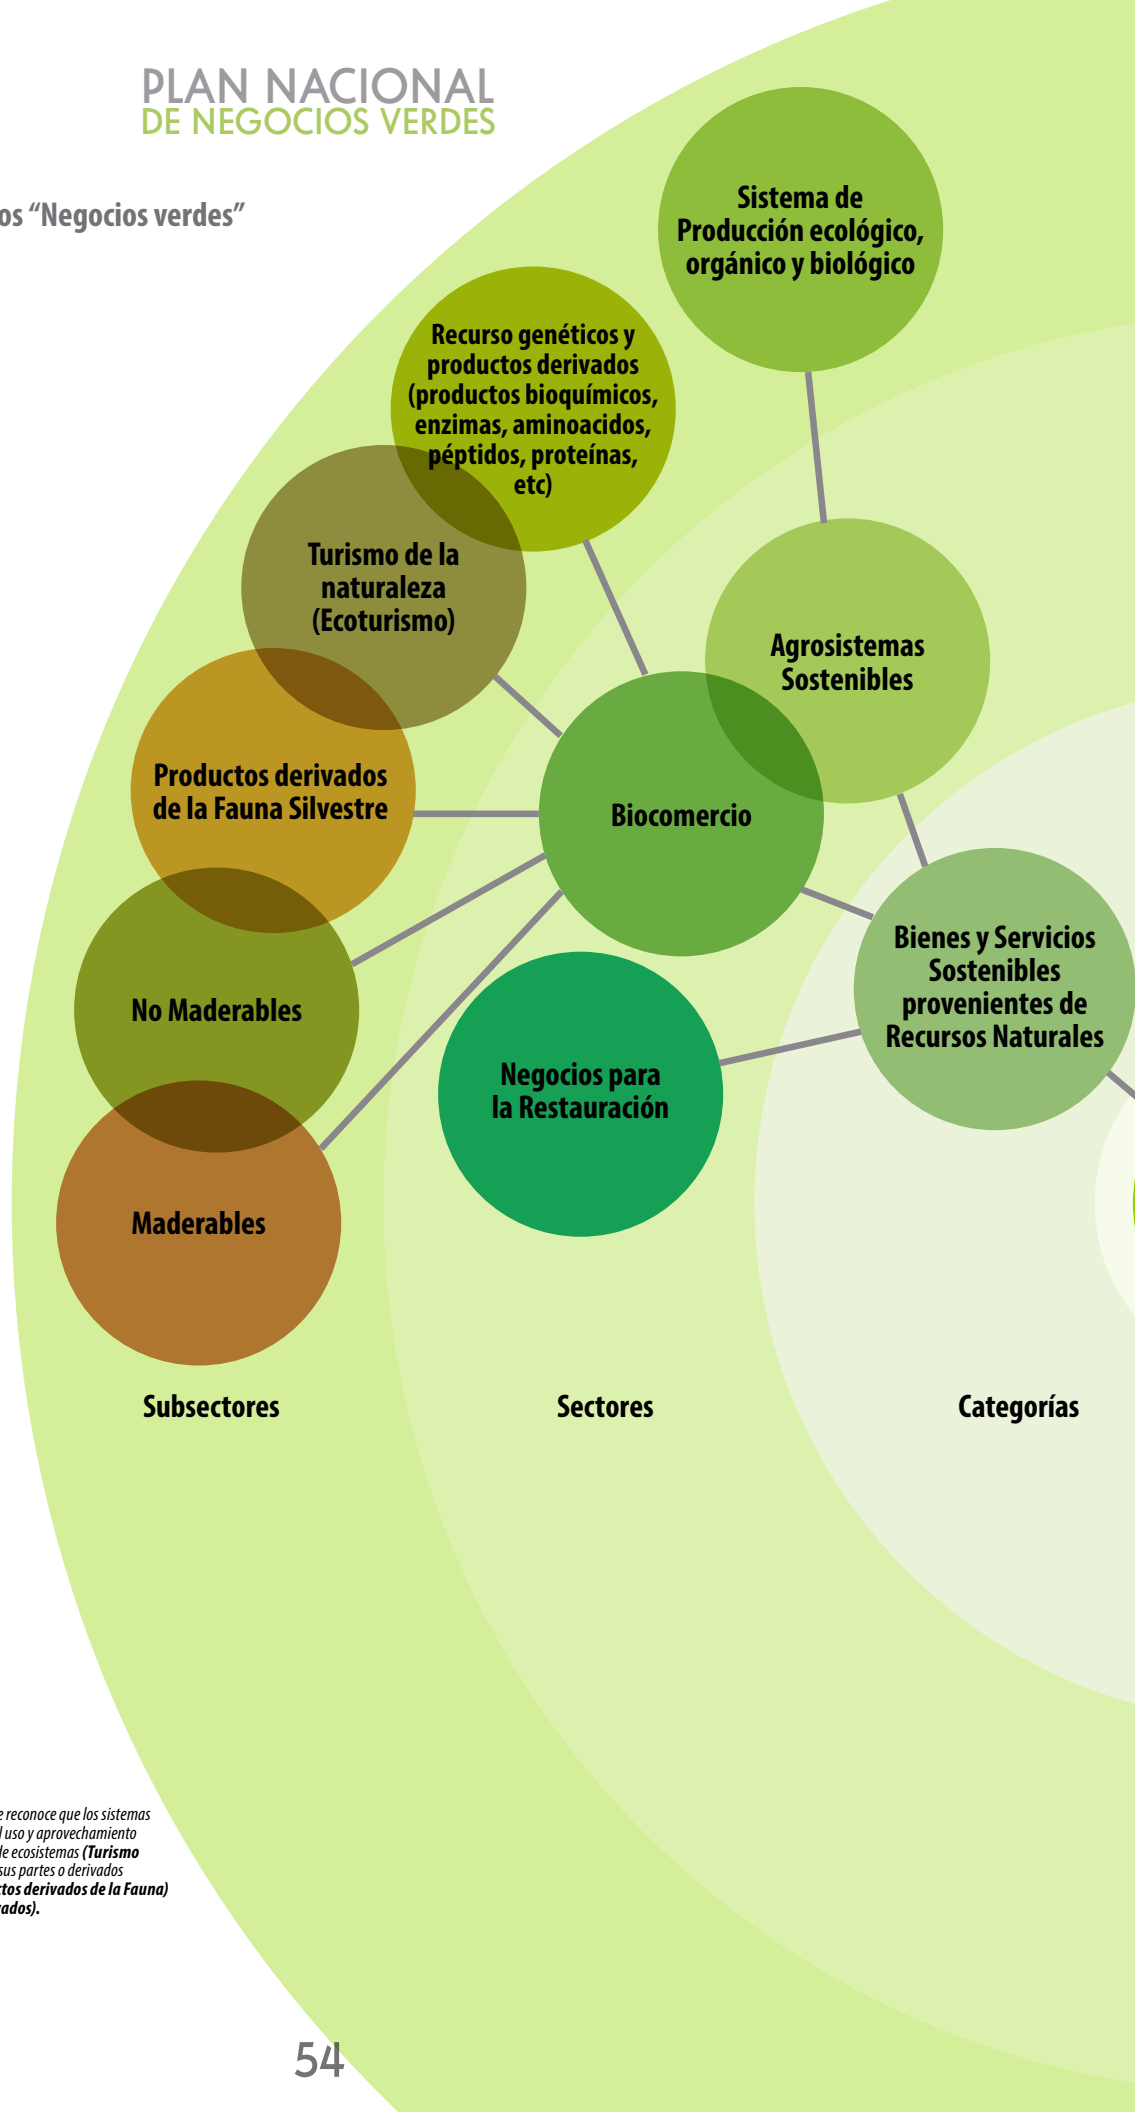 PLAN NACIONAL
DE NEGOCIOS VERDES
os “Negocios verdes”
Sistema de
Producción ecológico,
orgánico y biológico
Recurso genéticos y
productos derivados
(productos bioquímicos,
enzimas, aminoacidos,
péptidos, proteínas,
etc)
Turismo de la
naturaleza
(Ecoturismo)
Agrosistemas
Sostenibles
Productos derivados
de la Fauna Silvestre
Biocomercio
Bienes y Servicios
Sostenibles
provenientes de
Recursos Naturales
No Maderables
Negocios para
la Restauración
Maderables
Subsectores
Sectores
Categorías
e reconoce que los sistemas
l uso y aprovechamiento
de ecosistemas (Turismo
sus partes o derivados
ctos derivados de la Fauna)
vados).
54